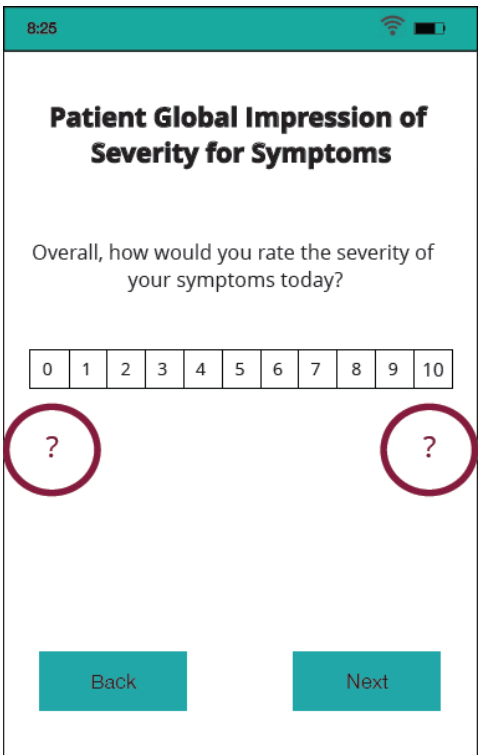 8:25
Patient Global Impression of
Severity for Symptoms
Overall, how would you rate the severity of
your symptoms today?
0 1 2 3 4 5 6 7 8 9 10
? ?
Back Next